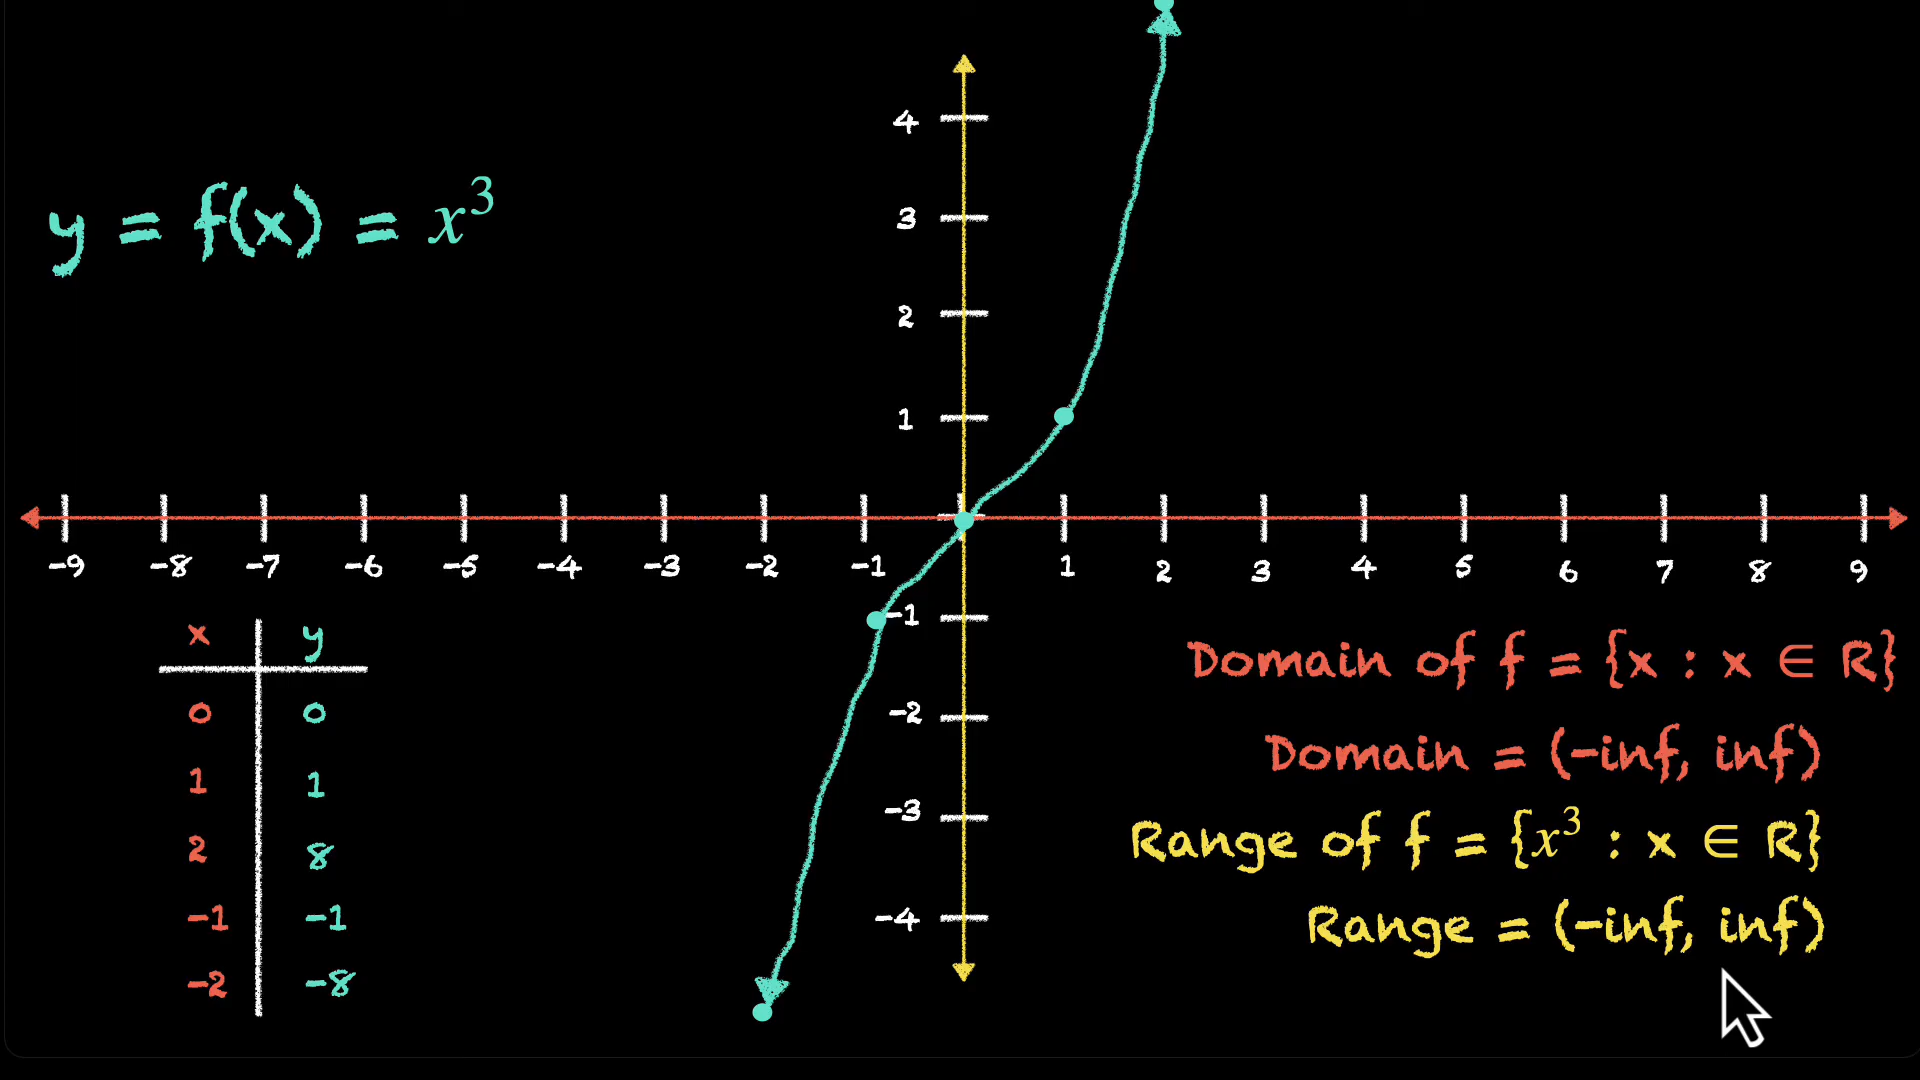 y = f(x) = x³
4
3
2
1
-9 -8 -7 -6 -5 -4 -3 -2 -1 1 2 3 4 5 6 7 8 9
-1
-2
-3
-4
x y
0 0
1 1
2 8
-1 -1
-2 -8
Domain of f = {x : x ∈ R}
Domain = (-inf, inf)
Range of f = {x³ : x ∈ R}
Range = (-inf, inf)